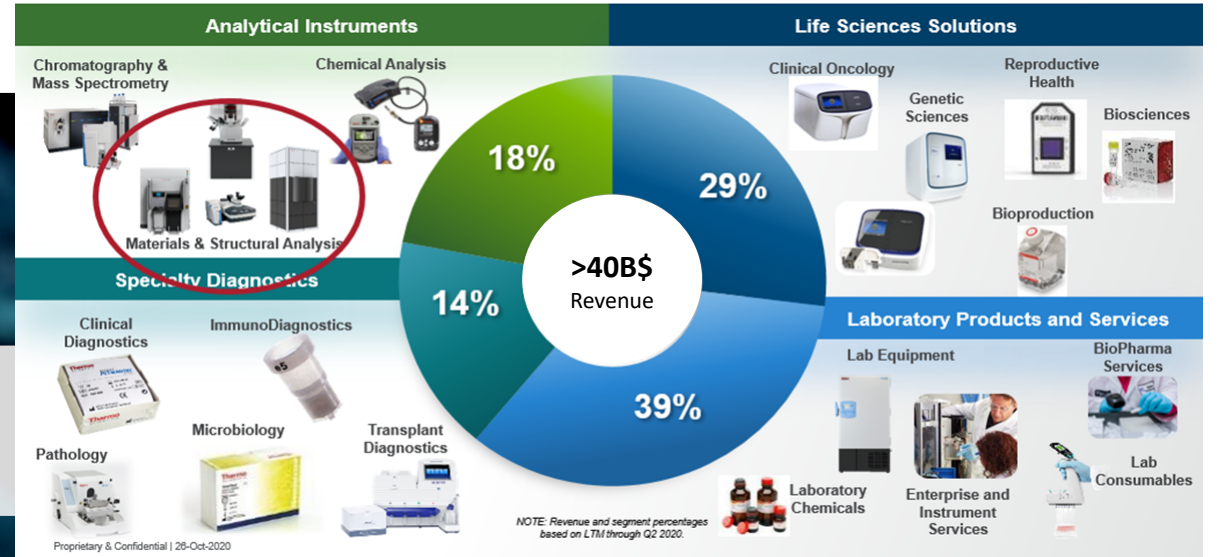 Analytical Instruments
Life Sciences Solutions
Chromatography &
Mass Spectrometry
Chemical Analysis
Materials & Structural Analysis
Clinical Oncology
Genetic
Sciences
Reproductive
Health
Biosciences
Bioproduction
18%
29%
14%
39%
>40B$
Revenue
Specialty Diagnostics
Clinical
Diagnostics
ImmunoDiagnostics
Pathology
Microbiology
Transplant
Diagnostics
Laboratory Products and Services
Lab Equipment
BioPharma
Services
Laboratory
Chemicals
Enterprise and
Instrument
Services
Lab
Consumables
NOTE: Revenue and segment percentages
based on LTM through Q2 2020.
Proprietary & Confidential | 26-Oct-2020